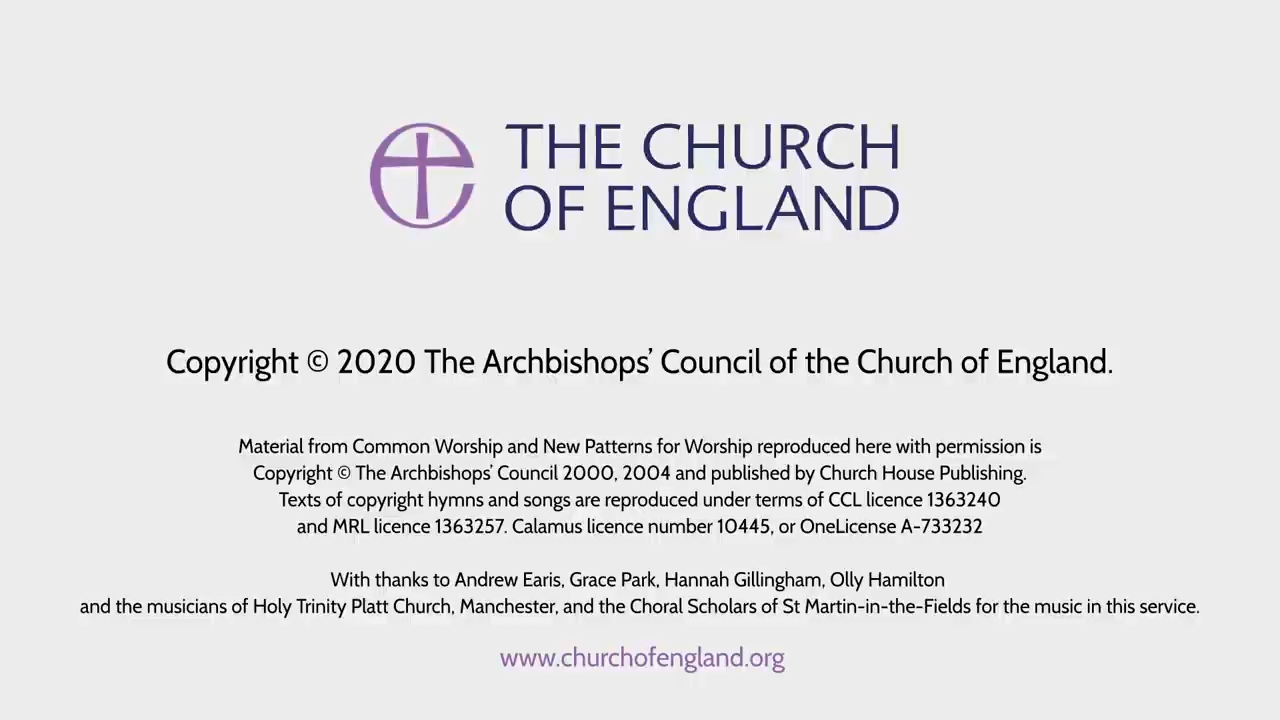 THE CHURCH
OF ENGLAND
Copyright © 2020 The Archbishops’ Council of the Church of England.
Material from Common Worship and New Patterns for Worship reproduced here with permission is
Copyright © The Archbishops’ Council 2000, 2004 and published by Church House Publishing.
Texts of copyright hymns and songs are reproduced under terms of CCL licence 1363240
and MRL licence 1363257. Calamus licence number 10445, or OneLicense A-733232
With thanks to Andrew Earis, Grace Park, Hannah Gillingham, Olly Hamilton
and the musicians of Holy Trinity Platt Church, Manchester, and the Choral Scholars of St Martin-in-the-Fields for the music in this service.
www.churchofengland.org